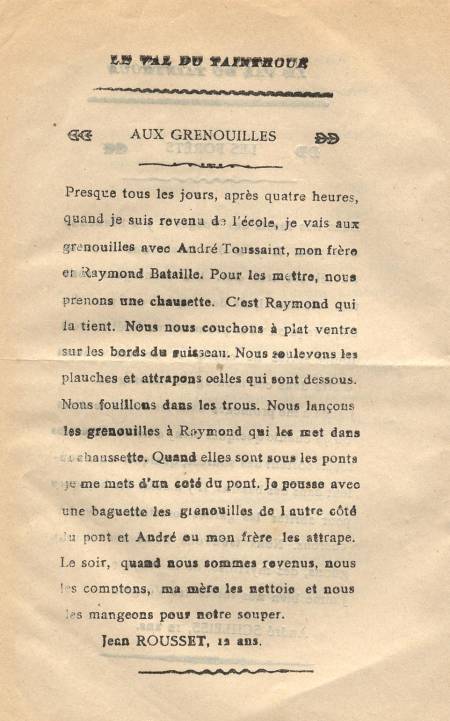 LE VAL DU TAINTROUE
AUX GRENOUILLES
Presque tous les jours, après quatre heures,
quand je suis revenu de l'école, je vais aux
grenouilles avec André Toussaint, mon frère
et Raymond Bataille. Pour les mettre, nous
prenons une chausette. C'est Raymond qui
la tient. Nous nous couchons à plat ventre
sur les bords du ruisseau. Nous soulevons les
plauches et attrapons celles qui sont dessous.
Nous fouillons dans les trous. Nous lançons
les grenouilles à Raymond qui les met dans
chaussette. Quand elles sont sous les ponts
je me mets d'un coté du pont. Je pousse avec
une baguette les grenouilles de l autre côté
du pont et André ou mon frère les attrape.
Le soir, quand nous sommes revenus, nous
les comptons, ma mère les nettoie et nous
les mangeons pour notre souper.
Jean ROUSSET, 12 ans.